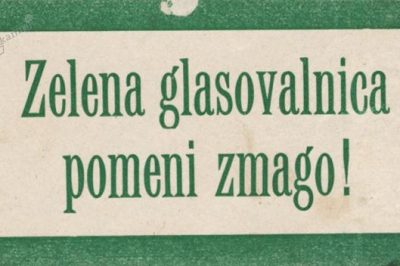 Zelena glasovalnica
pomeni zmago!